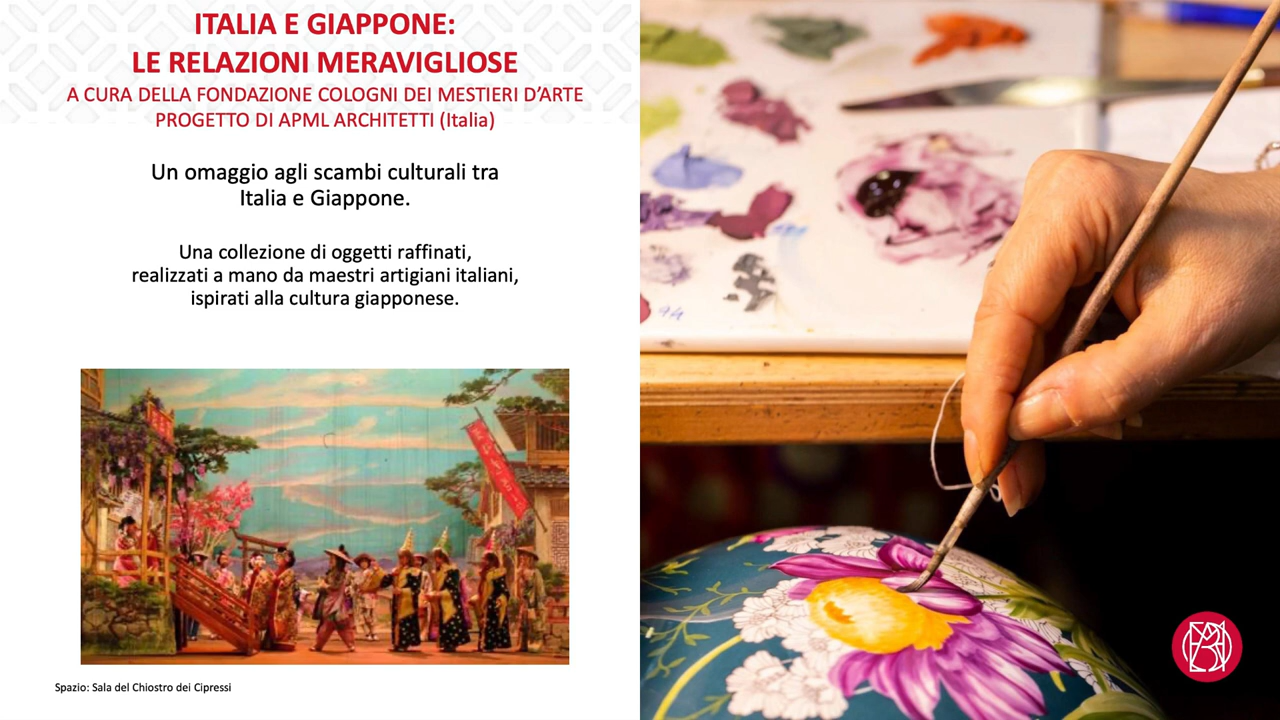 ITALIA E GIAPPONE:
LE RELAZIONI MERAVIGLIOSE
A CURA DELLA FONDAZIONE COLOGNI DEI MESTIERI D’ARTE
PROGETTO DI APML ARCHITETTI (Italia)
Un omaggio agli scambi culturali tra
Italia e Giappone.
Una collezione di oggetti raffinati,
realizzati a mano da maestri artigiani italiani,
ispirati alla cultura giapponese.
Spazio: Sala del Chiostro dei Cipressi